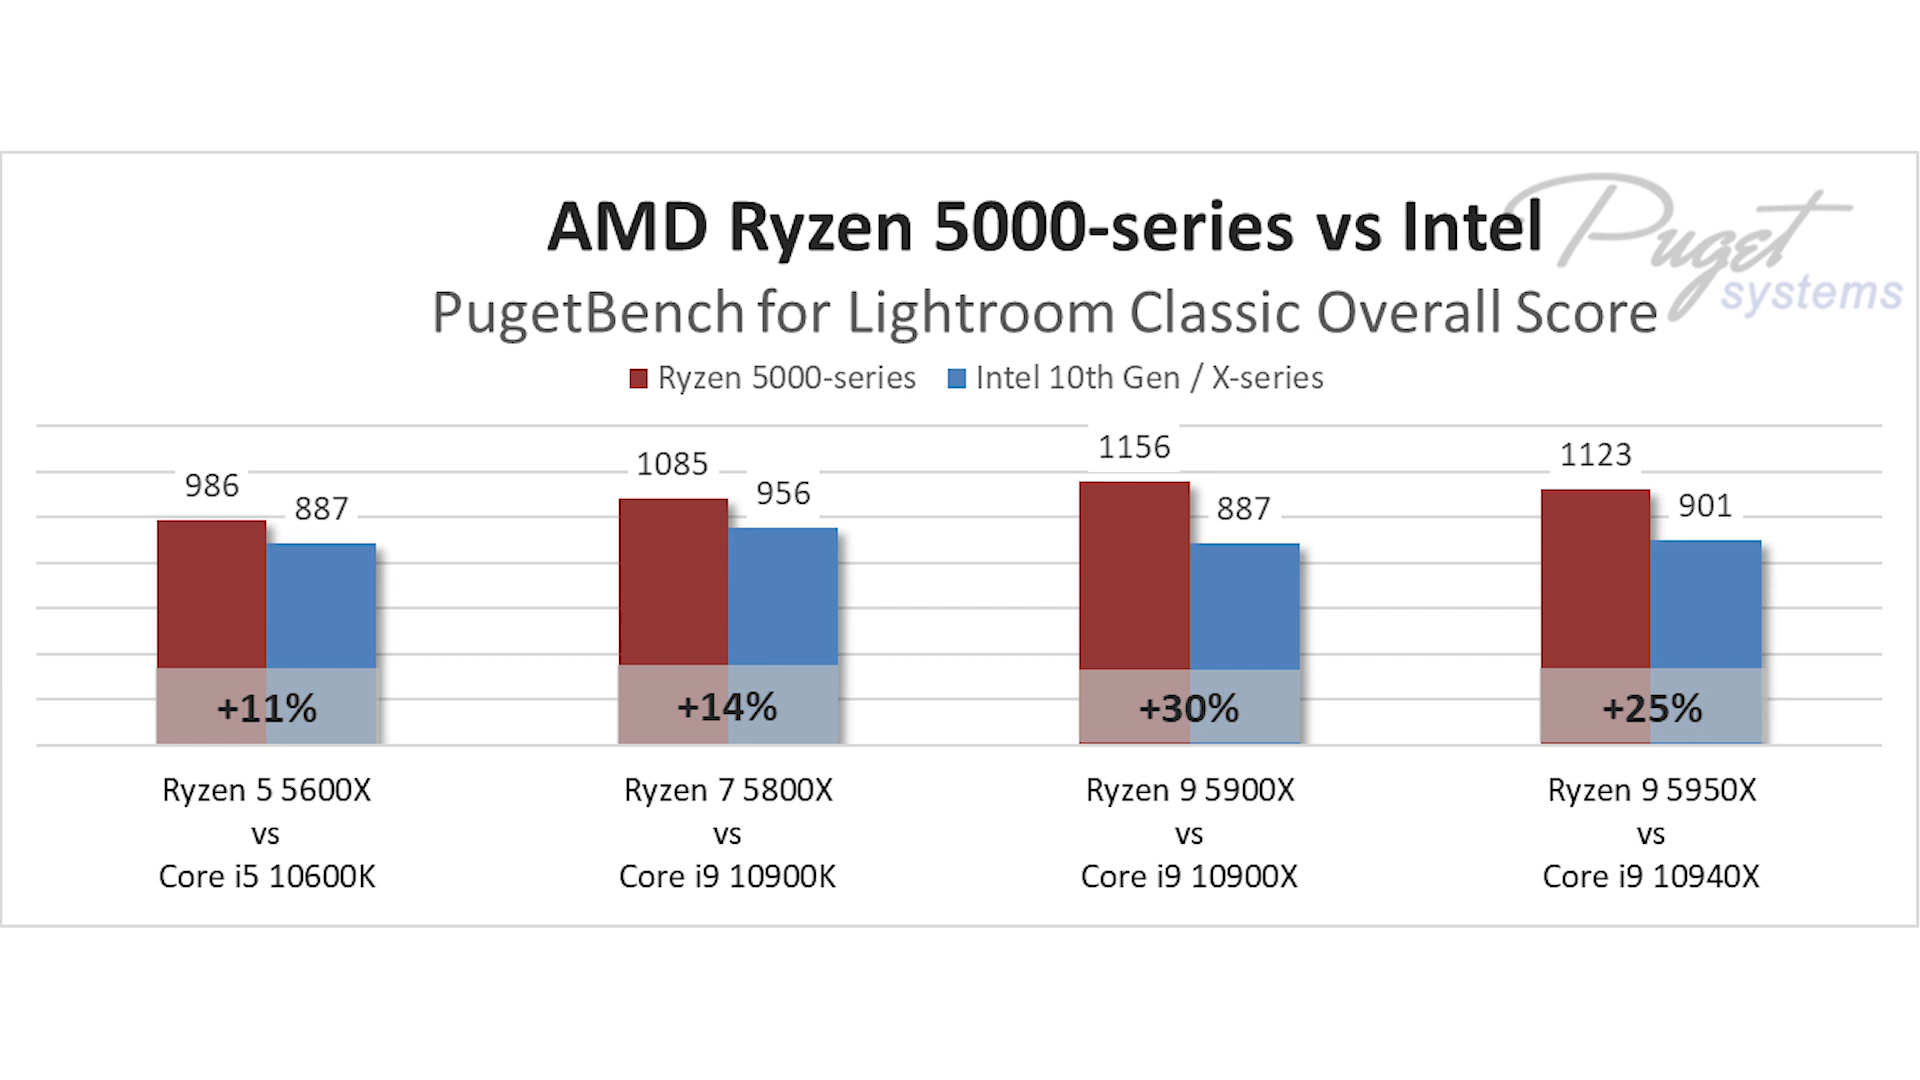 AMD Ryzen 5000-series vs Intel
Puget
systems
PugetBench for Lightroom Classic Overall Score
Ryzen 5000-series Intel 10th Gen / X-series
986 887 1085 956 1156 887 1123 901
+11% +14% +30% +25%
Ryzen 5 5600X
vs
Core i5 10600K
Ryzen 7 5800X
vs
Core i9 10900K
Ryzen 9 5900X
vs
Core i9 10900X
Ryzen 9 5950X
vs
Core i9 10940X